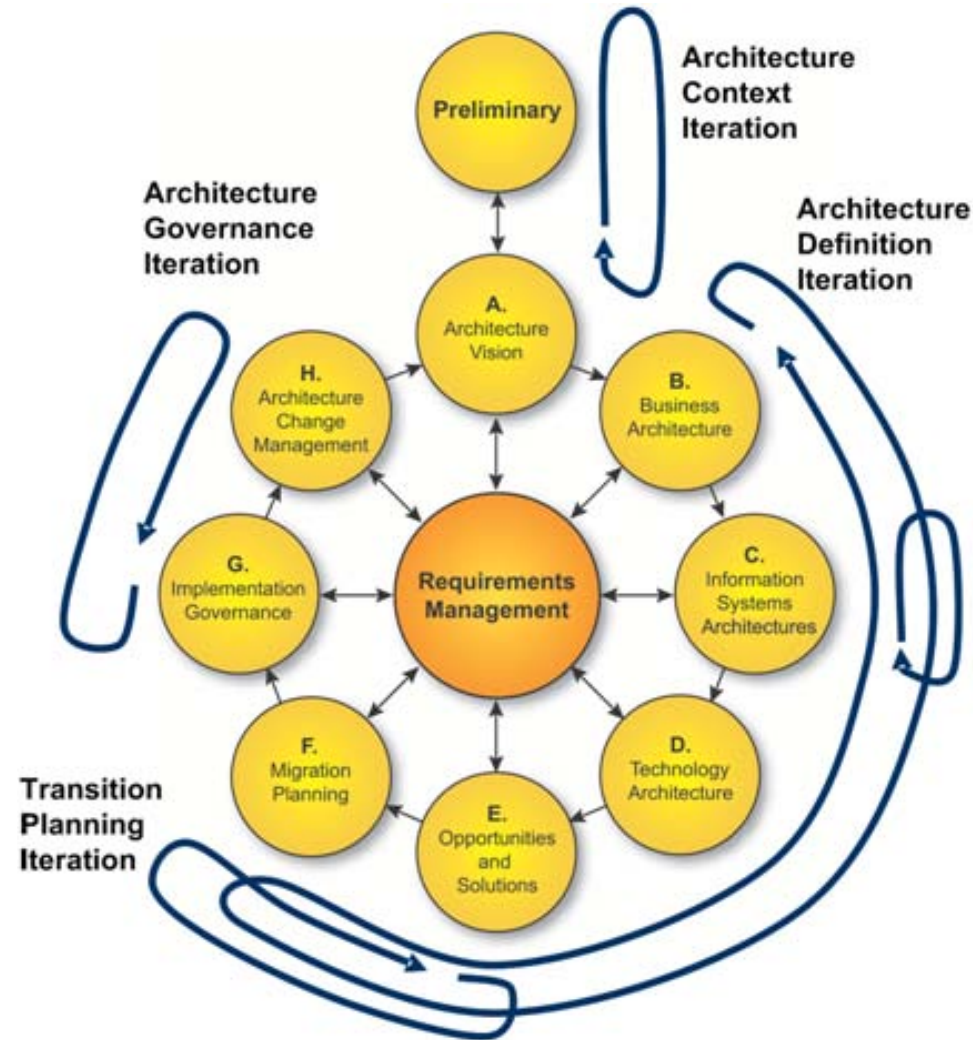 Preliminary
Architecture
Context
Iteration
Architecture
Governance
Iteration
Architecture
Definition
Iteration
A.
Architecture
Vision
H.
Architecture
Change
Management
B.
Business
Architecture
G.
Implementation
Governance
Requirements
Management
C.
Information
Systems
Architectures
F.
Migration
Planning
D.
Technology
Architecture
Transition
Planning
Iteration
E.
Opportunities
and
Solutions